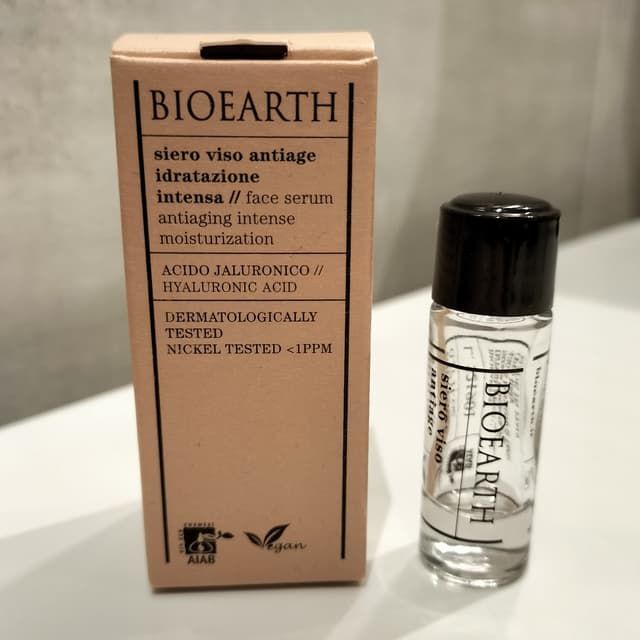 BIOEARTH
siero viso antiage
idratazione
intensa // face serum
antiaging intense
moisturization
ACIDO JALURONICO //
HYALURONIC ACID
DERMATOLOGICALLY
TESTED
NICKEL TESTED <1PPM
AIAB
Vegan
BIOEARTH
siero viso
antiage